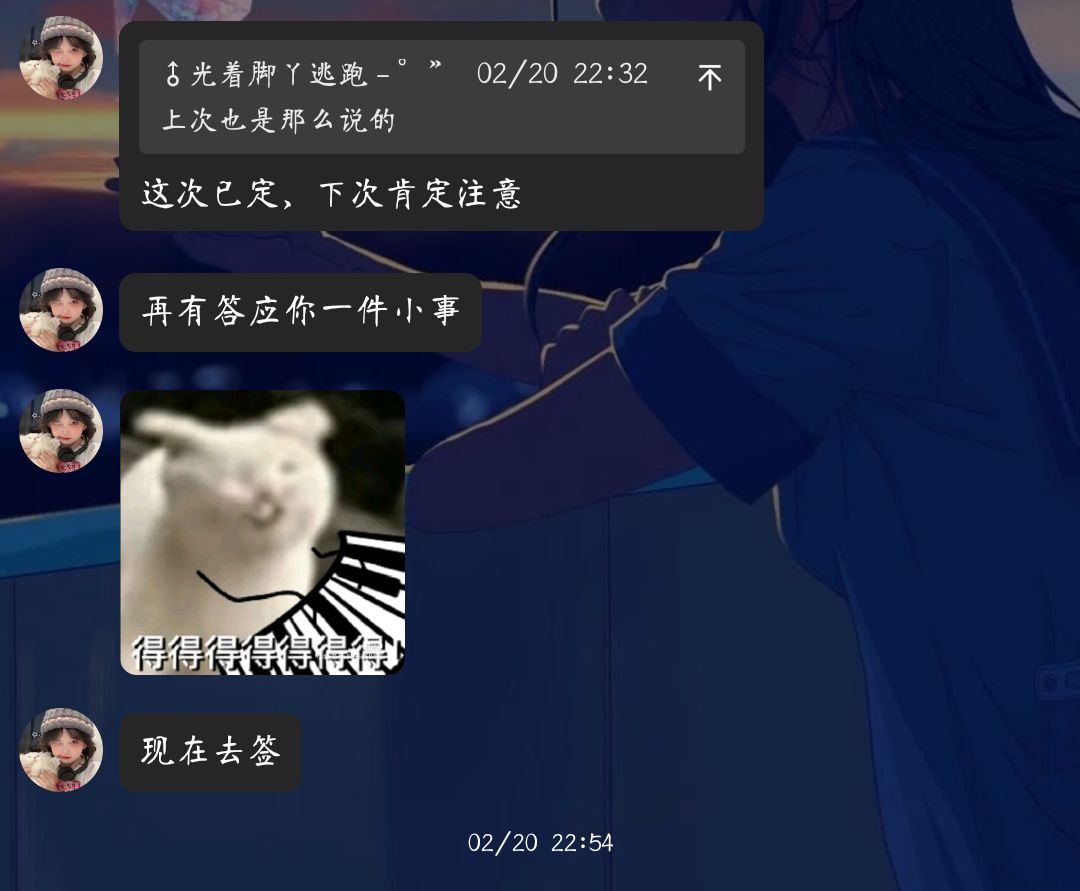 ♁光着脚丫逃跑-°” 02/20 22:32
上次也是那么说的
这次已定，下次肯定注意
再有答应你一件小事
得得得得得得得
现在去签
02/20 22:54